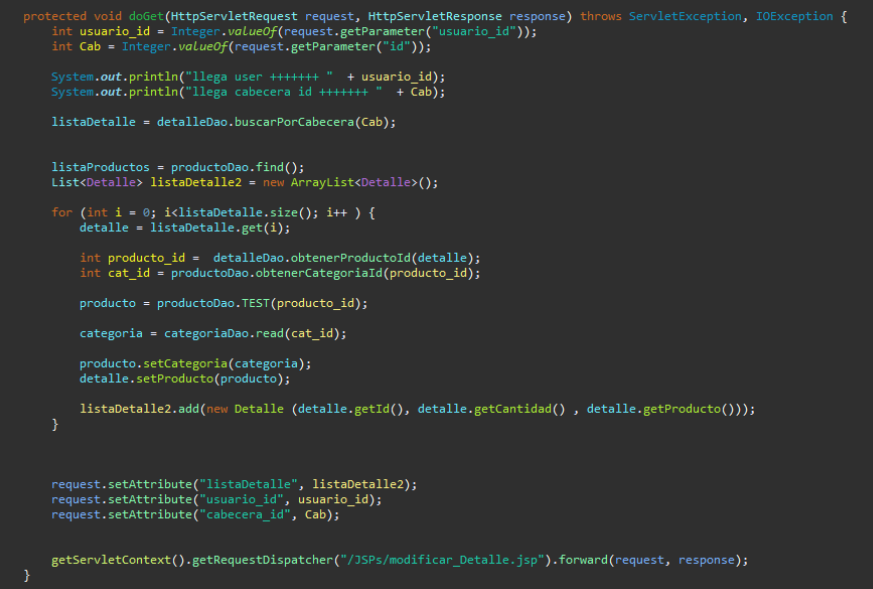 protected void doGet(HttpServletRequest request, HttpServletResponse response) throws ServletException, IOException {
int usuario_id = Integer.valueOf(request.getParameter("usuario_id"));
int Cab = Integer.valueOf(request.getParameter("id"));
System.out.println("llega user +++++++ "  + usuario_id);
System.out.println("llega cabecera id +++++++ "  + Cab);
listaDetalle = detalleDao.buscarPorCabecera(Cab);
listaProductos = productoDao.find();
List<Detalle> listaDetalle2 = new ArrayList<Detalle>();
for (int i = 0; i<listaDetalle.size(); i++ ) {
detalle = listaDetalle.get(i);
int producto_id =  detalleDao.obtenerProductoId(detalle);
int cat_id = productoDao.obtenerCategoriaId(producto_id);
producto = productoDao.TEST(producto_id);
categoria = categoriaDao.read(cat_id);
producto.setCategoria(categoria);
detalle.setProducto(producto);
listaDetalle2.add(new Detalle (detalle.getId(), detalle.getCantidad() , detalle.getProducto()));
}
request.setAttribute("listaDetalle", listaDetalle2);
request.setAttribute("usuario_id", usuario_id);
request.setAttribute("cabecera_id", Cab);
getServletContext().getRequestDispatcher("/JSPs/modificar_Detalle.jsp").forward(request, response);
}